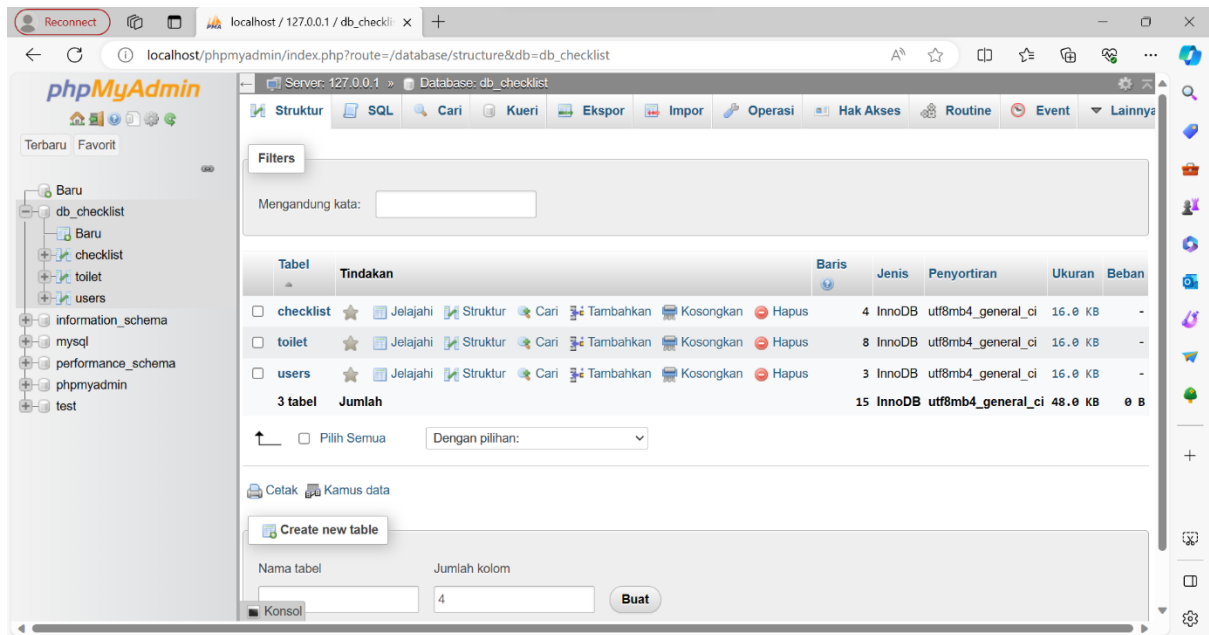 Reconnect
localhost / 127.0.0.1 / db_checkli
localhost/phpmyadmin/index.php?route=/database/structure&db=db_checklist
phpMyAdmin
Terbaru Favorit
Baru
db_checklist
Baru
checklist
toilet
users
information_schema
mysql
performance_schema
phpmyadmin
test
Server: 127.0.0.1 » Database: db_checklist
Struktur SQL Cari Kueri Ekspor Impor Operasi Hak Akses Routine Event Lainnya
Filters
Mengandung kata:
Tabel Tindakan Baris Jenis Penyortiran Ukuran Beban
checklist Jelajahi Struktur Cari Tambahkan Kosongkan Hapus 4 InnoDB utf8mb4_general_ci 16.0 KB -
toilet Jelajahi Struktur Cari Tambahkan Kosongkan Hapus 8 InnoDB utf8mb4_general_ci 16.0 KB -
users Jelajahi Struktur Cari Tambahkan Kosongkan Hapus 3 InnoDB utf8mb4_general_ci 16.0 KB -
3 tabel Jumlah 15 InnoDB utf8mb4_general_ci 48.0 KB 0 B
Pilih Semua Dengan pilihan:
Cetak Kamus data
Create new table
Nama tabel Jumlah kolom
4 Buat
Konsol